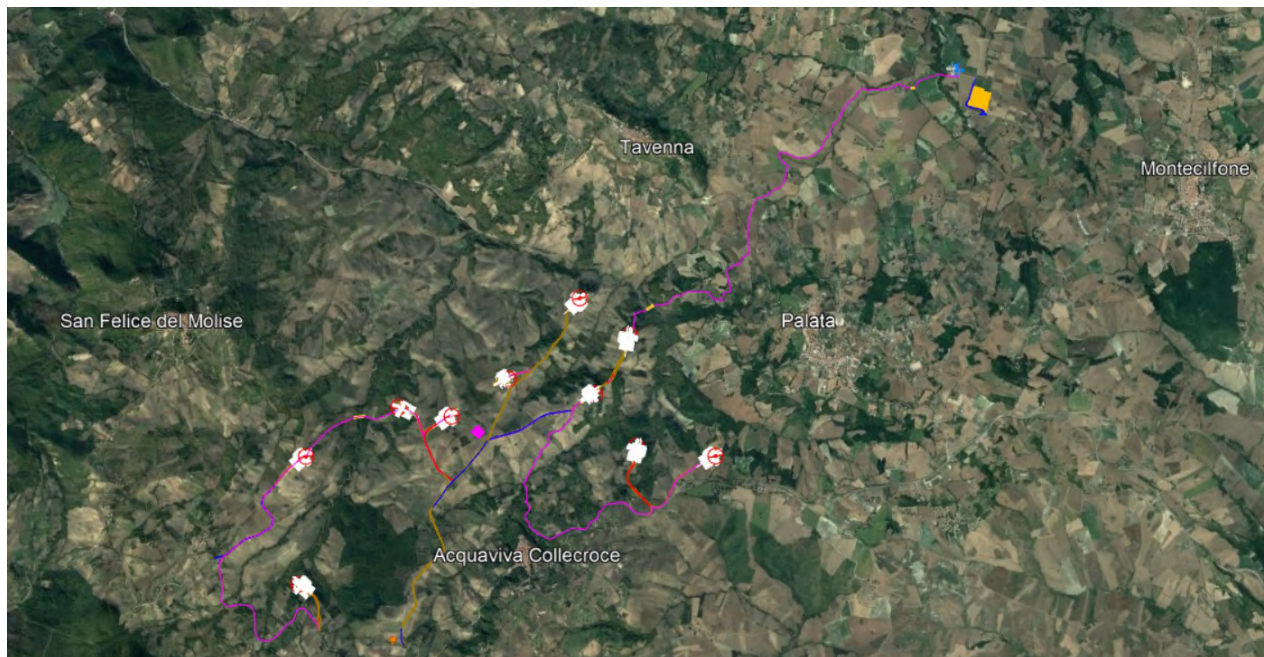 Tavenna
Montecilfone
San Felice del Molise
Palata
Acquaviva Collecroce